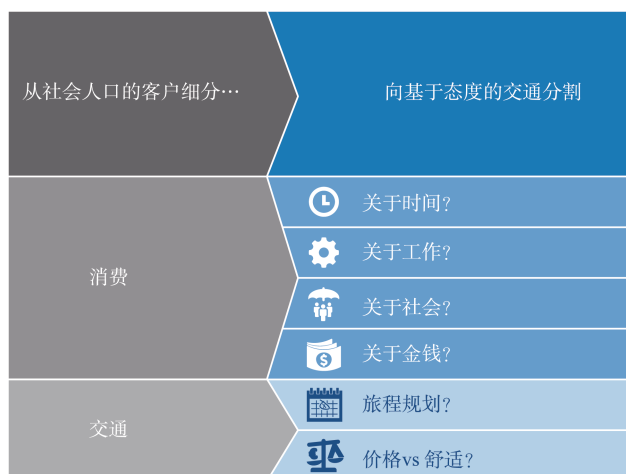 从社会人口的客户细分…
向基于态度的交通分割
消费
关于时间？
关于工作？
关于社会？
关于金钱？
交通
旅程规划？
价格vs 舒适？